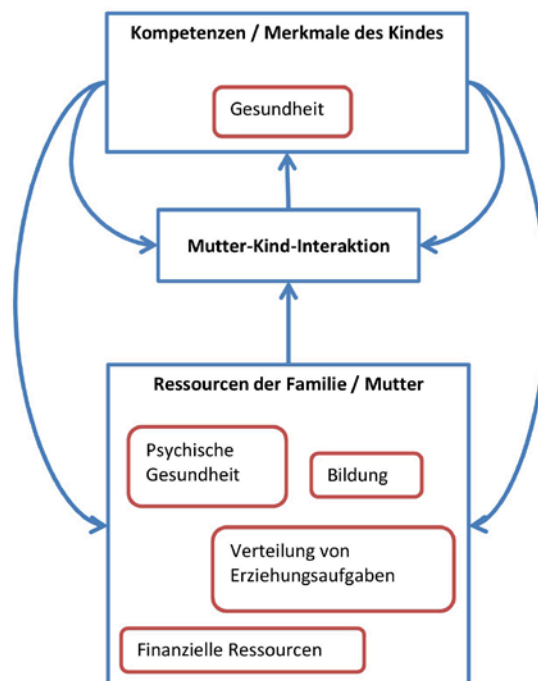 Kompetenzen / Merkmale des Kindes
Gesundheit
Mutter-Kind-Interaktion
Ressourcen der Familie / Mutter
Psychische
Gesundheit
Bildung
Verteilung von
Erziehungsaufgaben
Finanzielle Ressourcen